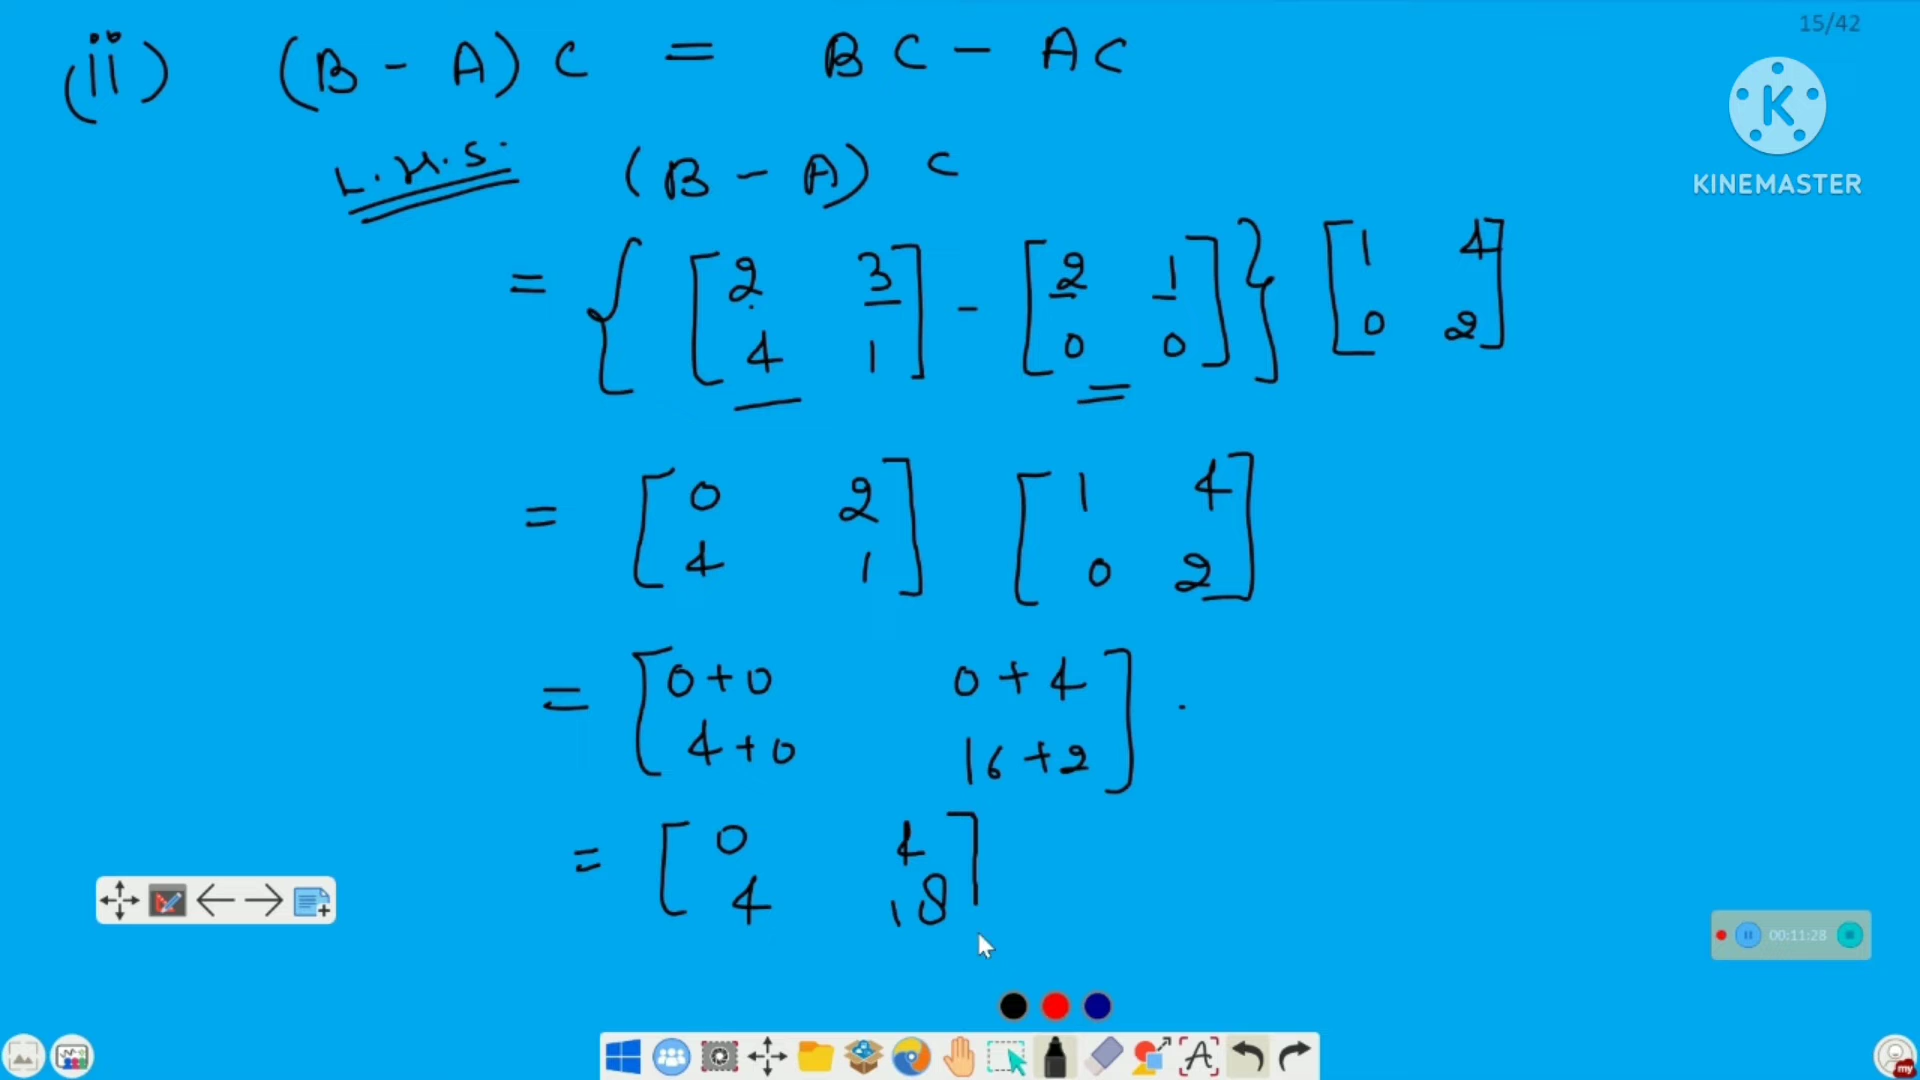 15/42
(ii) (B - A) C = BC - AC
KINEMASTER
L.H.S. (B - A) C
= { [ 2 3 ] - [ 2 1 ] } [ 1 4 ]
[ 4 1 ] [ 0 0 ] [ 0 2 ]
= [ 0 2 ] [ 1 4 ]
[ 4 1 ] [ 0 2 ]
= [ 0+0 0+4 ] .
[ 4+0 16+2 ]
= [ 0 4 ]
[ 4 18 ]
00:11:28
my